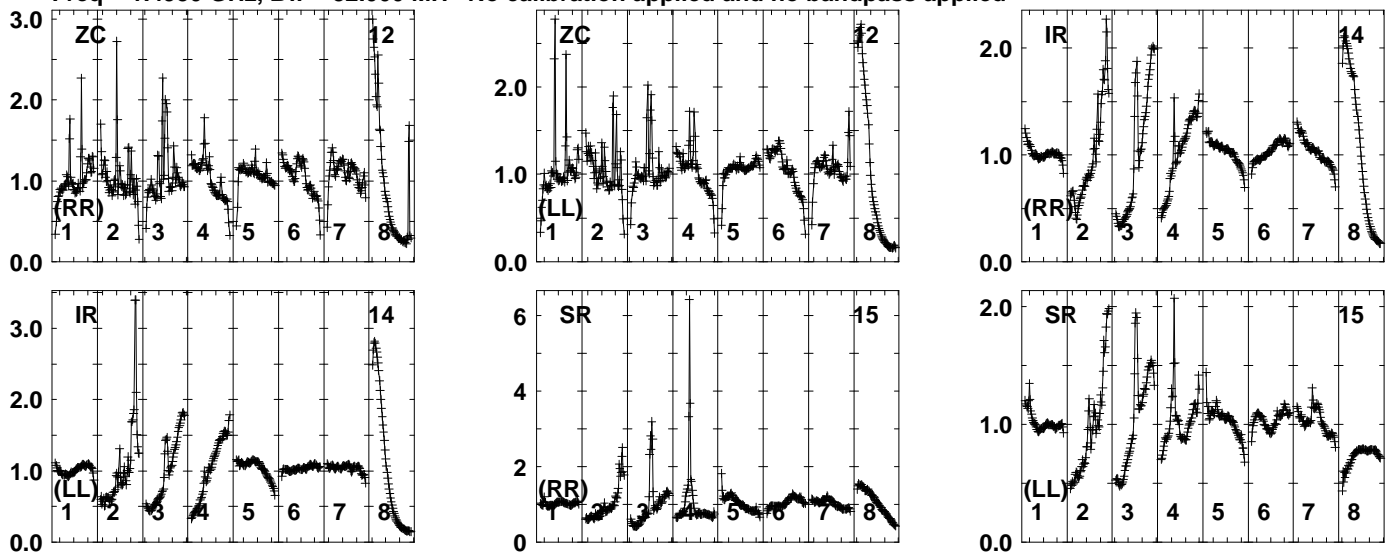 ZC 12 ZC 12 IR 14
3.0 2.0 1.0 0.0 (RR) 1 2 3 4 5 6 7 8
2.0 1.0 0.0 (LL) 1 2 3 4 5 6 7 8
2.0 1.0 0.0 (RR) 1 2 3 4 5 6 7 8
IR 14 SR 15 SR 15
3.0 2.0 1.0 0.0 (LL) 1 2 3 4 5 6 7 8
6 4 2 0 (RR) 1 2 3 4 5 6 7 8
2.0 1.0 0.0 (LL) 1 2 3 4 5 6 7 8